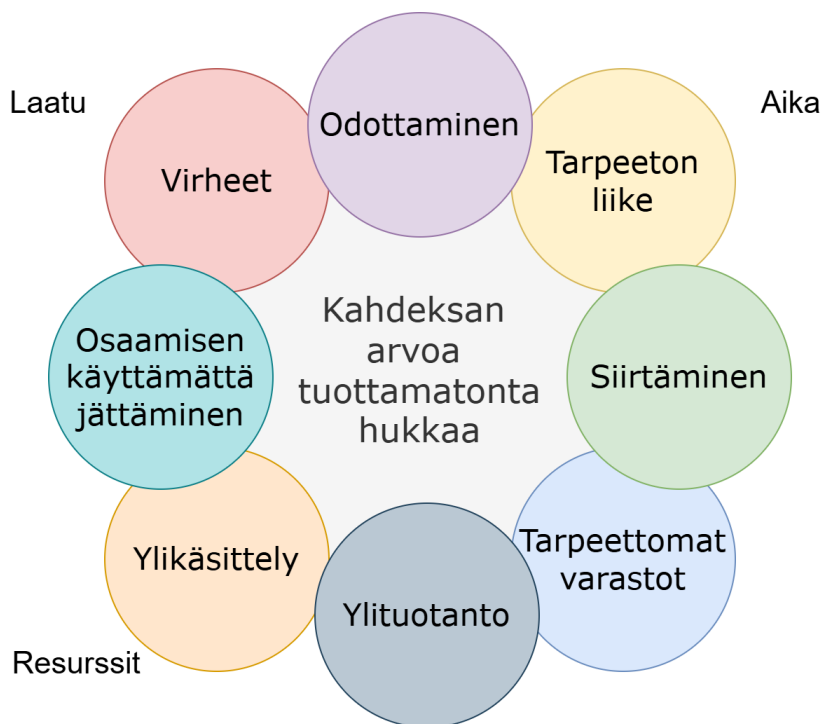 Laatu
Aika
Odottaminen
Virheet
Tarpeeton
liike
Osaamisen
käyttämättä
jättäminen
Kahdeksan
arvoa
tuottamatonta
hukkaa
Siirtäminen
Ylikäsittely
Tarpeettomat
varastot
Ylituotanto
Resurssit